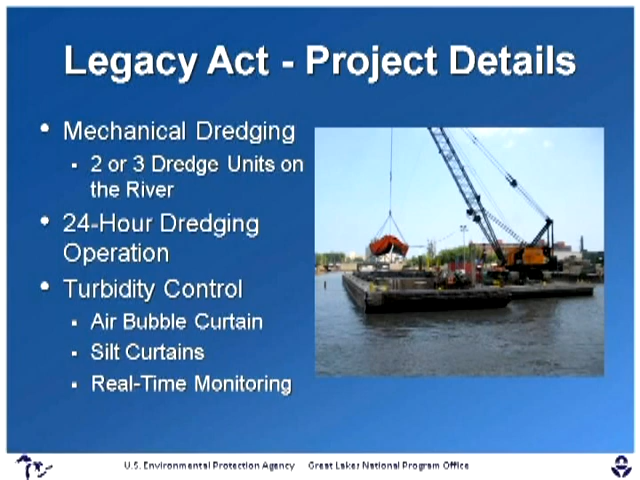 Legacy Act - Project Details
• Mechanical Dredging
▪ 2 or 3 Dredge Units on
the River
• 24-Hour Dredging
Operation
• Turbidity Control
▪ Air Bubble Curtain
▪ Silt Curtains
▪ Real-Time Monitoring
U.S. Environmental Protection Agency Great Lakes National Program Office